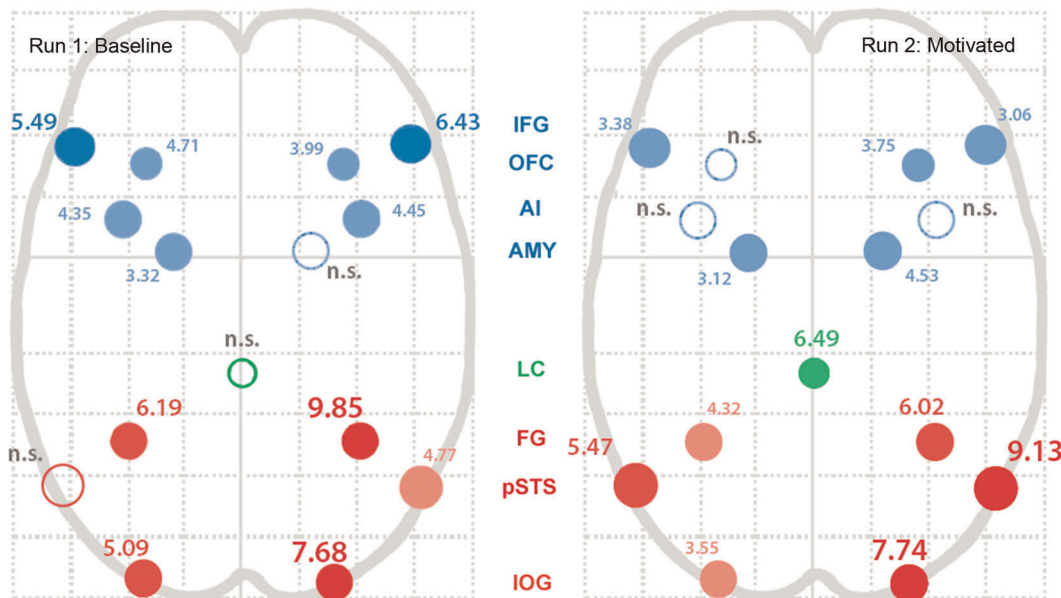 Run 1: Baseline
5.49
6.43
4.71
3.99
4.35
4.45
3.32
n.s.
n.s.
6.19
9.85
n.s.
4.77
5.09
7.68
IFG
OFC
AI
AMY
LC
FG
pSTS
IOG
Run 2: Motivated
3.38
3.06
n.s.
3.75
n.s.
n.s.
3.12
4.53
6.49
4.32
6.02
5.47
9.13
3.55
7.74